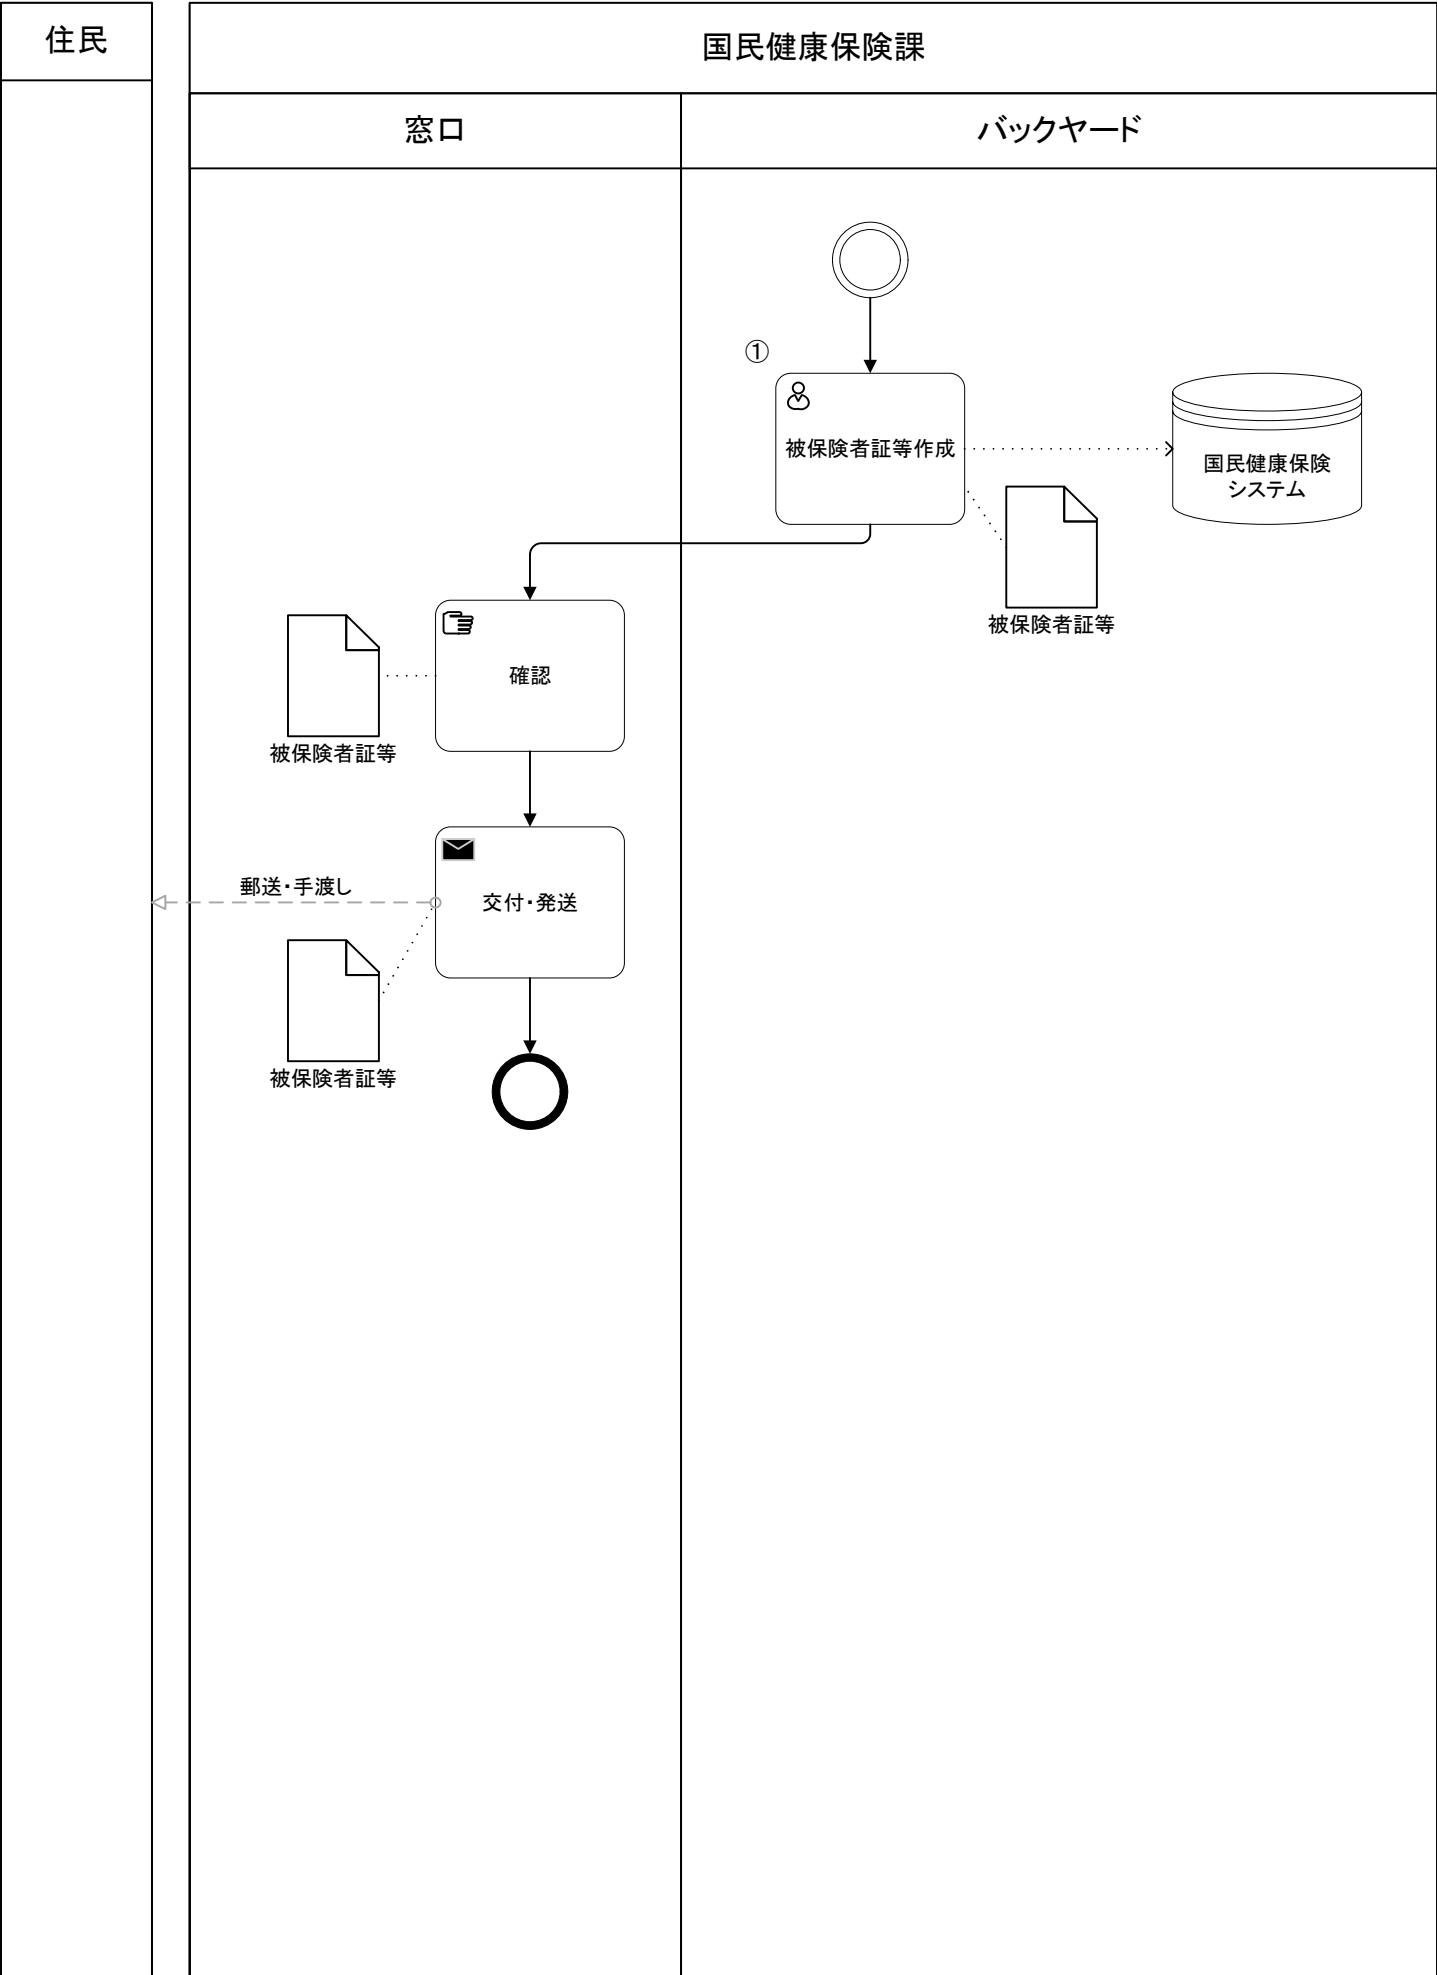 住民
国民健康保険課
窓口
バックヤード
①
被保険者証等作成
国民健康保険
システム
被保険者証等
確認
被保険者証等
郵送・手渡し
交付・発送
被保険者証等